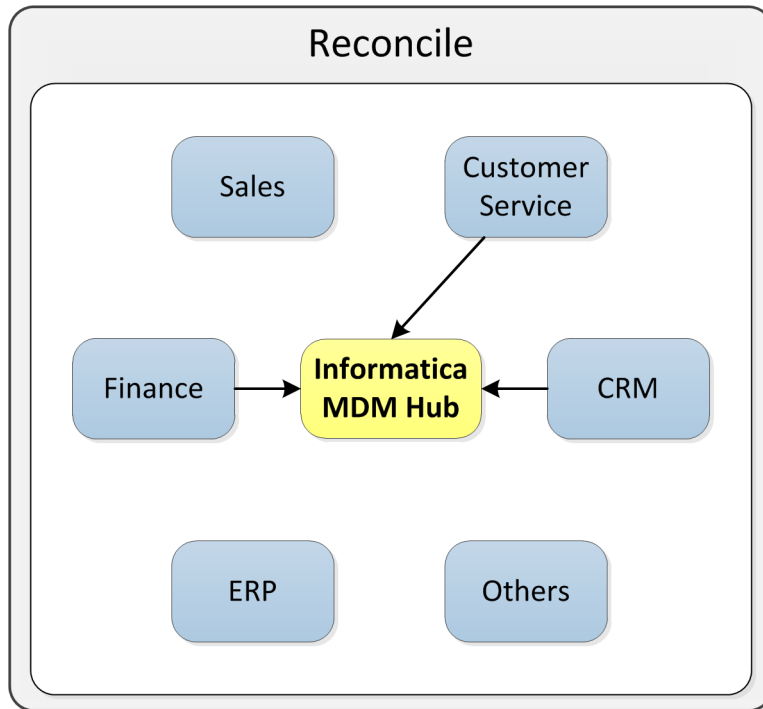 Reconcile
Sales
Customer
Service
Finance
Informatica
MDM Hub
CRM
ERP
Others